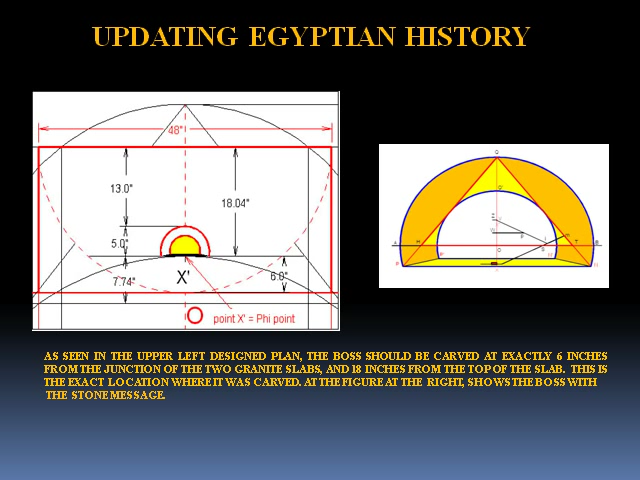 UPDATING EGYPTIAN HISTORY
48"
13.0"
18.04"
5.0"
7.74"
X'
6.0"
O
point X' = Phi point
Q
Q'
A
H
T
B
AS SEEN IN THE UPPER LEFT DESIGNED PLAN, THE BOSS SHOULD BE CARVED AT EXACTLY 6 INCHES
FROM THE JUNCTION OF THE TWO GRANITE SLABS, AND 18 INCHES FROM THE TOP OF THE SLAB. THIS IS
THE EXACT LOCATION WHERE IT WAS CARVED. AT THE FIGURE AT THE RIGHT, SHOWS THE BOSS WITH
THE STONE MESSAGE.